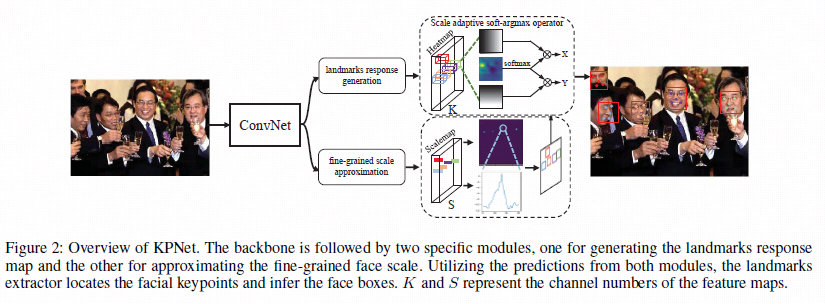 Scale adaptive soft-argmax operator
Heatmap
landmarks response
generation
softmax
X
Y
K
ConvNet
fine-grained scale
approximation
Scalemap
S
Figure 2: Overview of KPNet. The backbone is followed by two specific modules, one for generating the landmarks response
map and the other for approximating the fine-grained face scale. Utilizing the predictions from both modules, the landmarks
extractor locates the facial keypoints and infer the face boxes. K and S represent the channel numbers of the feature maps.